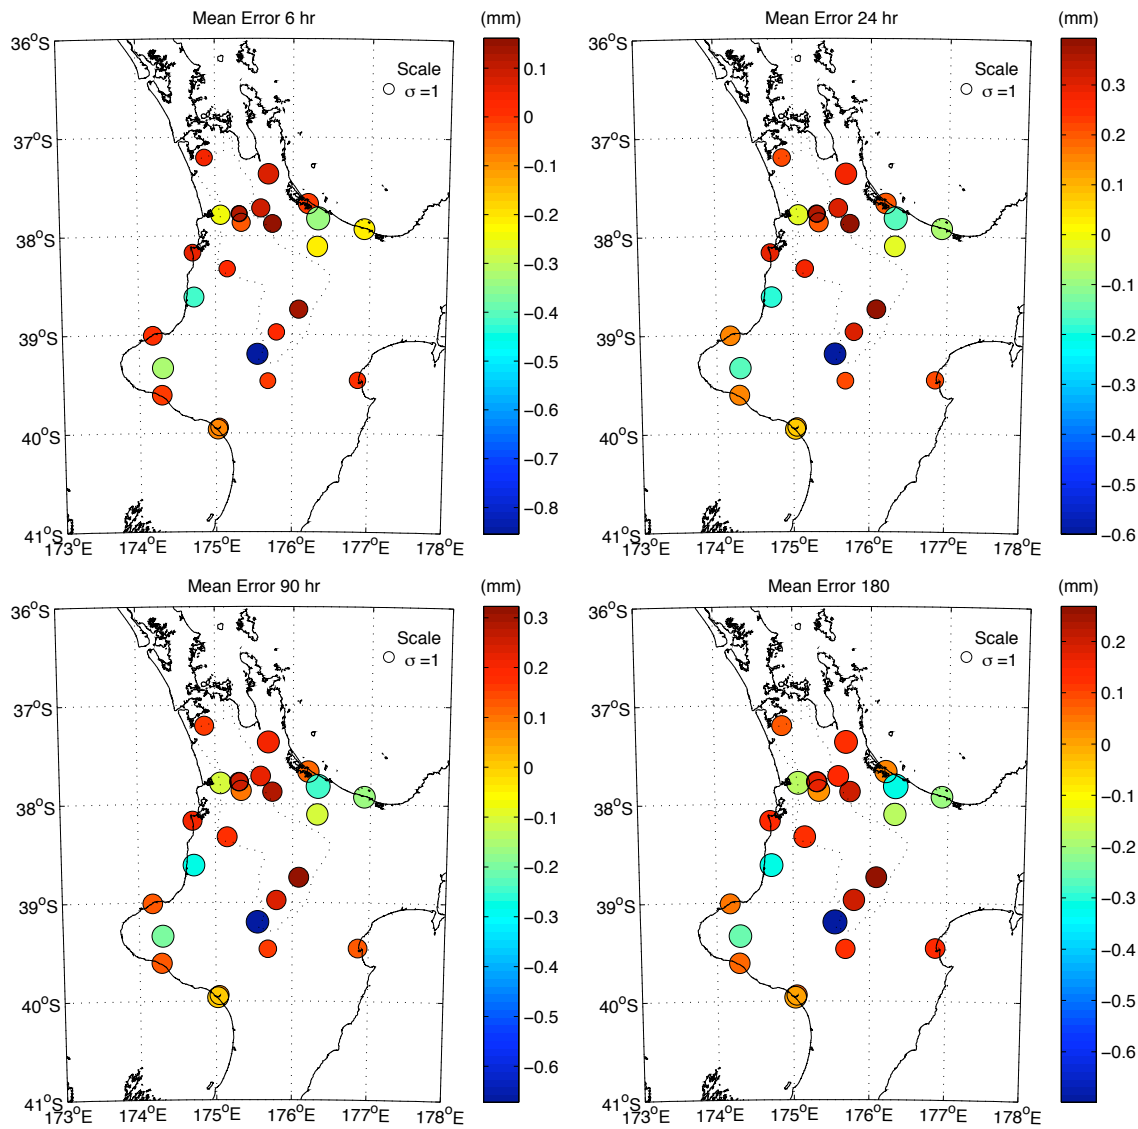 Mean Error 6 hr
(mm)
36°S
37°S
38°S
39°S
40°S
41°S
173°E
174°E
175°E
176°E
177°E
178°E
Scale
σ =1
0.1
0
−0.1
−0.2
−0.3
−0.4
−0.5
−0.6
−0.7
−0.8
Mean Error 24 hr
(mm)
36°S
37°S
38°S
39°S
40°S
41°S
173°E
174°E
175°E
176°E
177°E
178°E
Scale
σ =1
0.3
0.2
0.1
0
−0.1
−0.2
−0.3
−0.4
−0.5
−0.6
Mean Error 90 hr
(mm)
36°S
37°S
38°S
39°S
40°S
41°S
173°E
174°E
175°E
176°E
177°E
178°E
Scale
σ =1
0.3
0.2
0.1
0
−0.1
−0.2
−0.3
−0.4
−0.5
−0.6
Mean Error 180
(mm)
36°S
37°S
38°S
39°S
40°S
41°S
173°E
174°E
175°E
176°E
177°E
178°E
Scale
σ =1
0.2
0.1
0
−0.1
−0.2
−0.3
−0.4
−0.5
−0.6